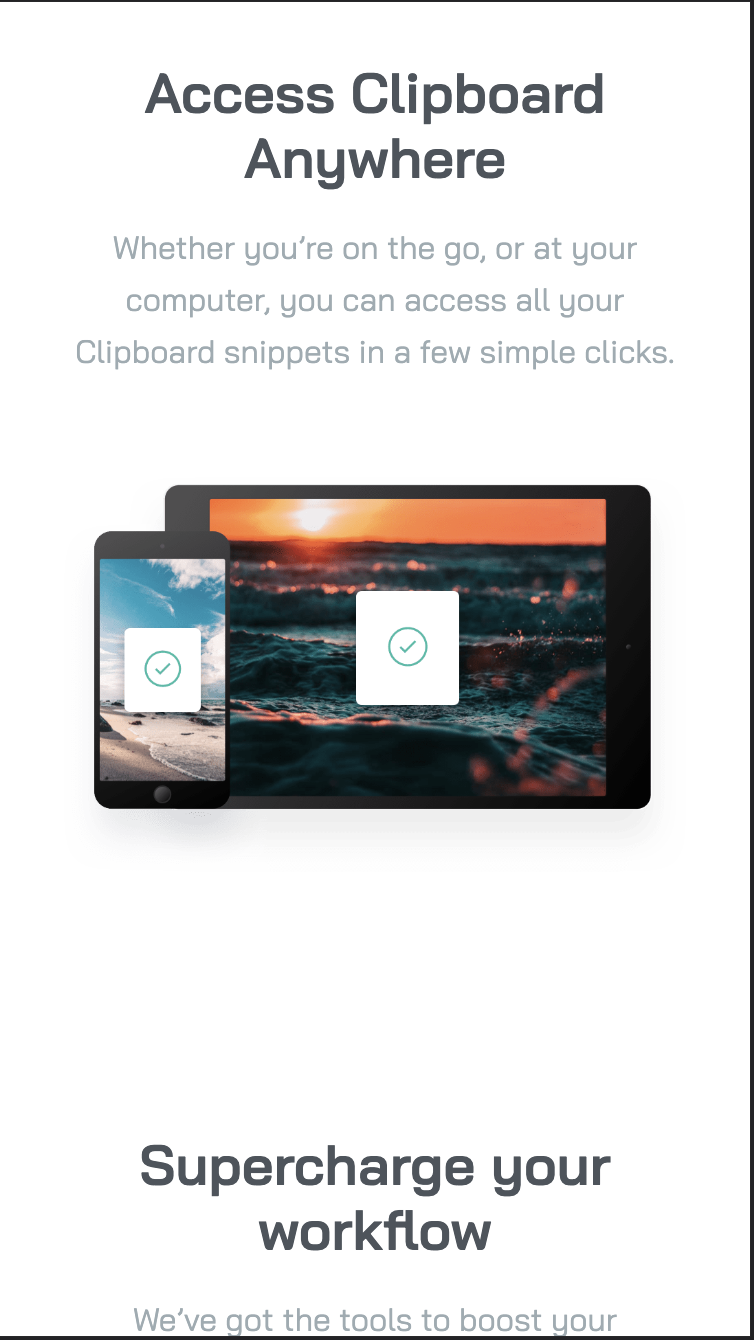 Access Clipboard
Anywhere
Whether you’re on the go, or at your
computer, you can access all your
Clipboard snippets in a few simple clicks.
Supercharge your
workflow
We’ve got the tools to boost your